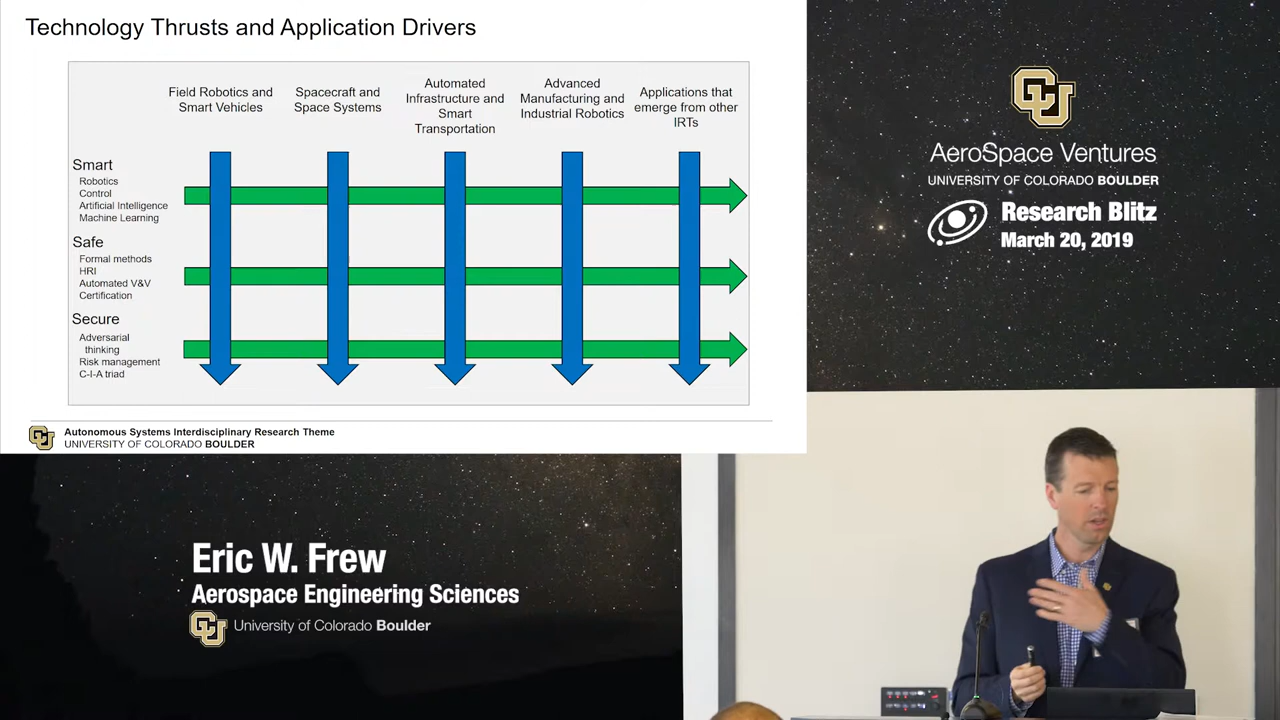 Technology Thrusts and Application Drivers
Field Robotics and
Smart Vehicles
Spacecraft and
Space Systems
Automated
Infrastructure and
Smart
Transportation
Advanced
Manufacturing and
Industrial Robotics
Applications that
emerge from other
IRTs
Smart
Robotics
Control
Artificial Intelligence
Machine Learning
Safe
Formal methods
HRI
Automated V&V
Certification
Secure
Adversarial
thinking
Risk management
C-I-A triad
Autonomous Systems Interdisciplinary Research Theme
UNIVERSITY OF COLORADO BOULDER
CU
AeroSpace Ventures
UNIVERSITY OF COLORADO BOULDER
Research Blitz
March 20, 2019
Eric W. Frew
Aerospace Engineering Sciences
University of Colorado Boulder